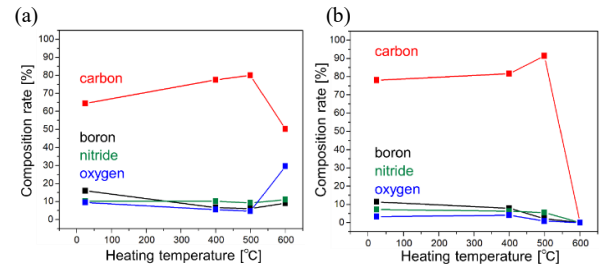 (a)
Composition rate [%]
100
90
80
70
60
50
40
30
20
10
0
carbon
boron
nitride
oxygen
0 100 200 300 400 500 600
Heating temperature [°C]
(b)
Composition rate [%]
100
90
80
70
60
50
40
30
20
10
0
carbon
boron
nitride
oxygen
0 100 200 300 400 500 600
Heating temperature [°C]